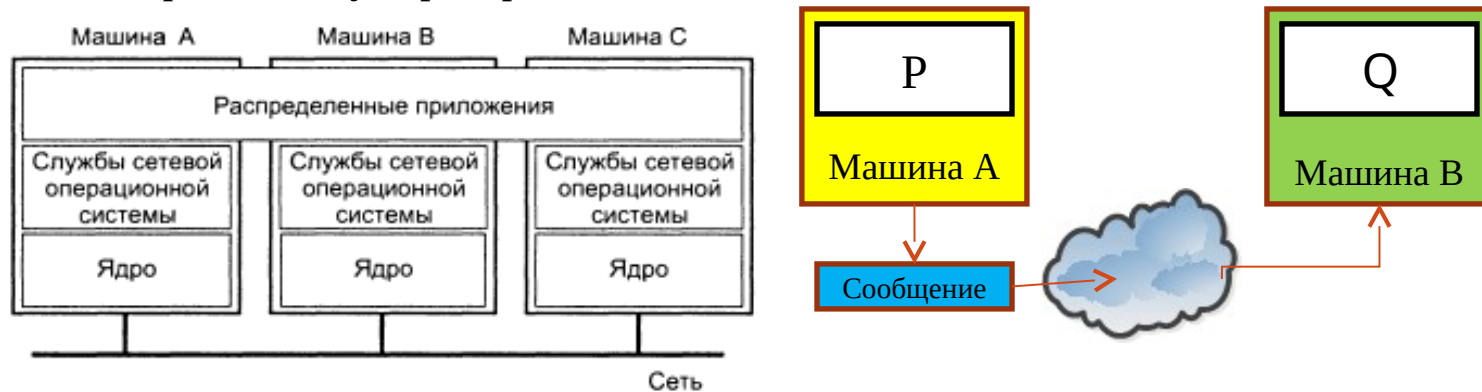 Машина А
Машина В
Машина С
Распределенные приложения
Службы сетевой
операционной
системы
Службы сетевой
операционной
системы
Службы сетевой
операционной
системы
Ядро
Ядро
Ядро
Сеть
P
Машина А
Q
Машина В
Сообщение